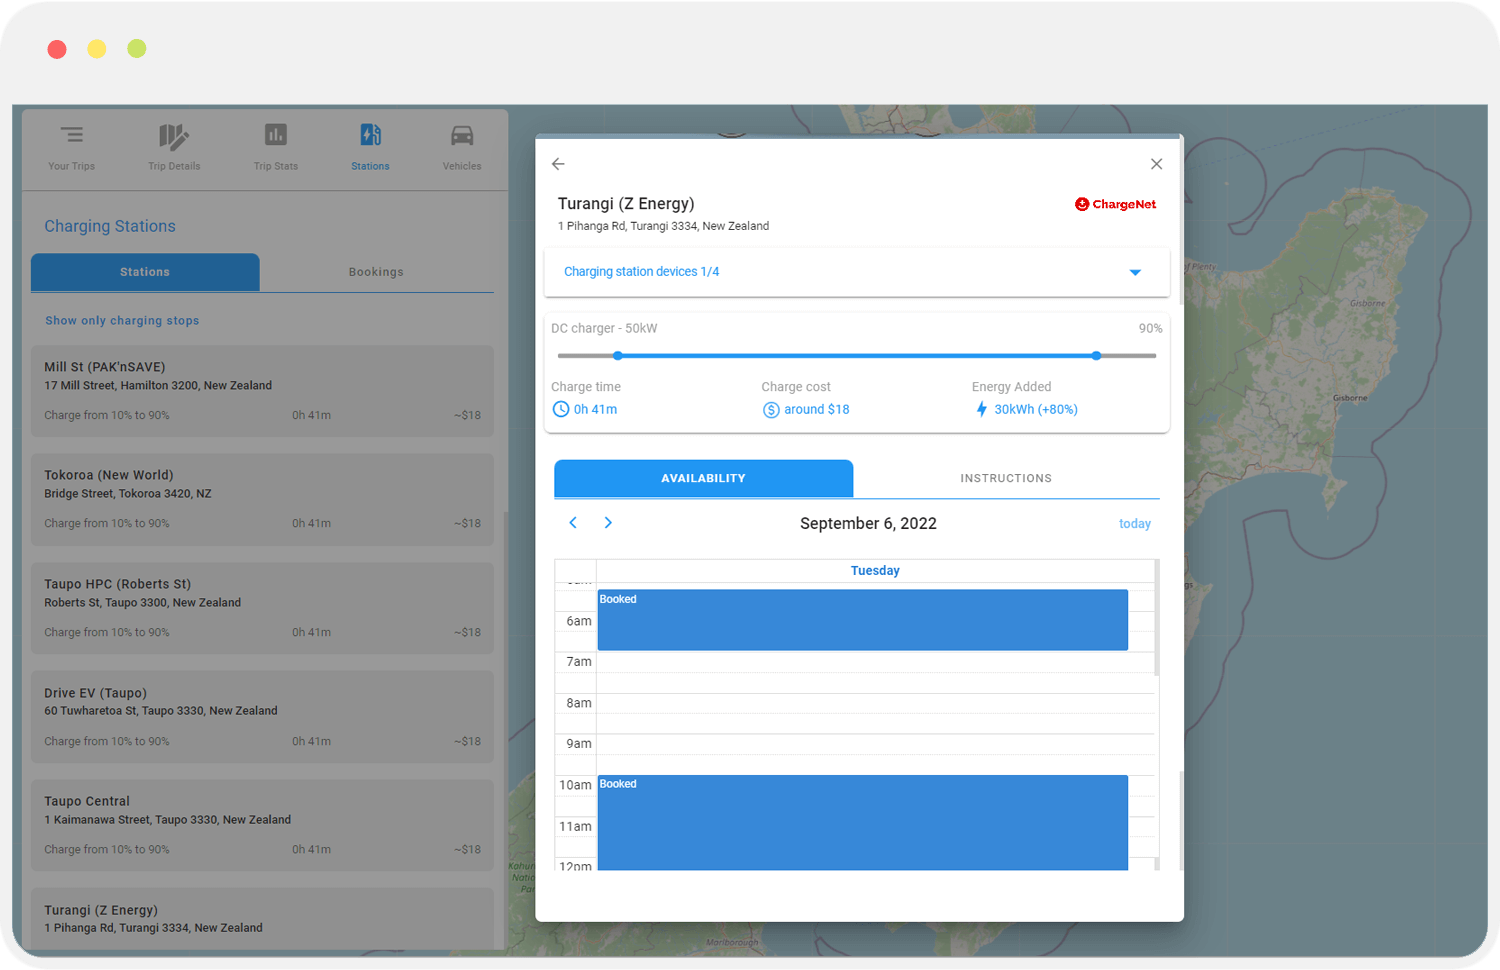 Your Trips
Trip Details
Trip Stats
Stations
Vehicles
Charging Stations
Stations
Bookings
Show only charging stops
Mill St (PAK'nSAVE)
17 Mill Street, Hamilton 3200, New Zealand
Charge from 10% to 90% 0h 41m ~$18
Tokoroa (New World)
Bridge Street, Tokoroa 3420, NZ
Charge from 10% to 90% 0h 41m ~$18
Taupo HPC (Roberts St)
Roberts St, Taupo 3300, New Zealand
Charge from 10% to 90% 0h 41m ~$18
Drive EV (Taupo)
60 Tuwharetoa St, Taupo 3330, New Zealand
Charge from 10% to 90% 0h 41m ~$18
Taupo Central
1 Kaimanawa Street, Taupo 3330, New Zealand
Charge from 10% to 90% 0h 41m ~$18
Turangi (Z Energy)
1 Pihanga Rd, Turangi 3334, New Zealand
Turangi (Z Energy)
ChargeNet
1 Pihanga Rd, Turangi 3334, New Zealand
Charging station devices 1/4
DC charger - 50kW 90%
Charge time
Charge cost
Energy Added
0h 41m
around $18
30kWh (+80%)
AVAILABILITY
INSTRUCTIONS
September 6, 2022
today
Tuesday
Booked
6am
7am
8am
9am
10am
Booked
11am
12pm
of Plenty
Gisborne
Gisborne
Marlborough